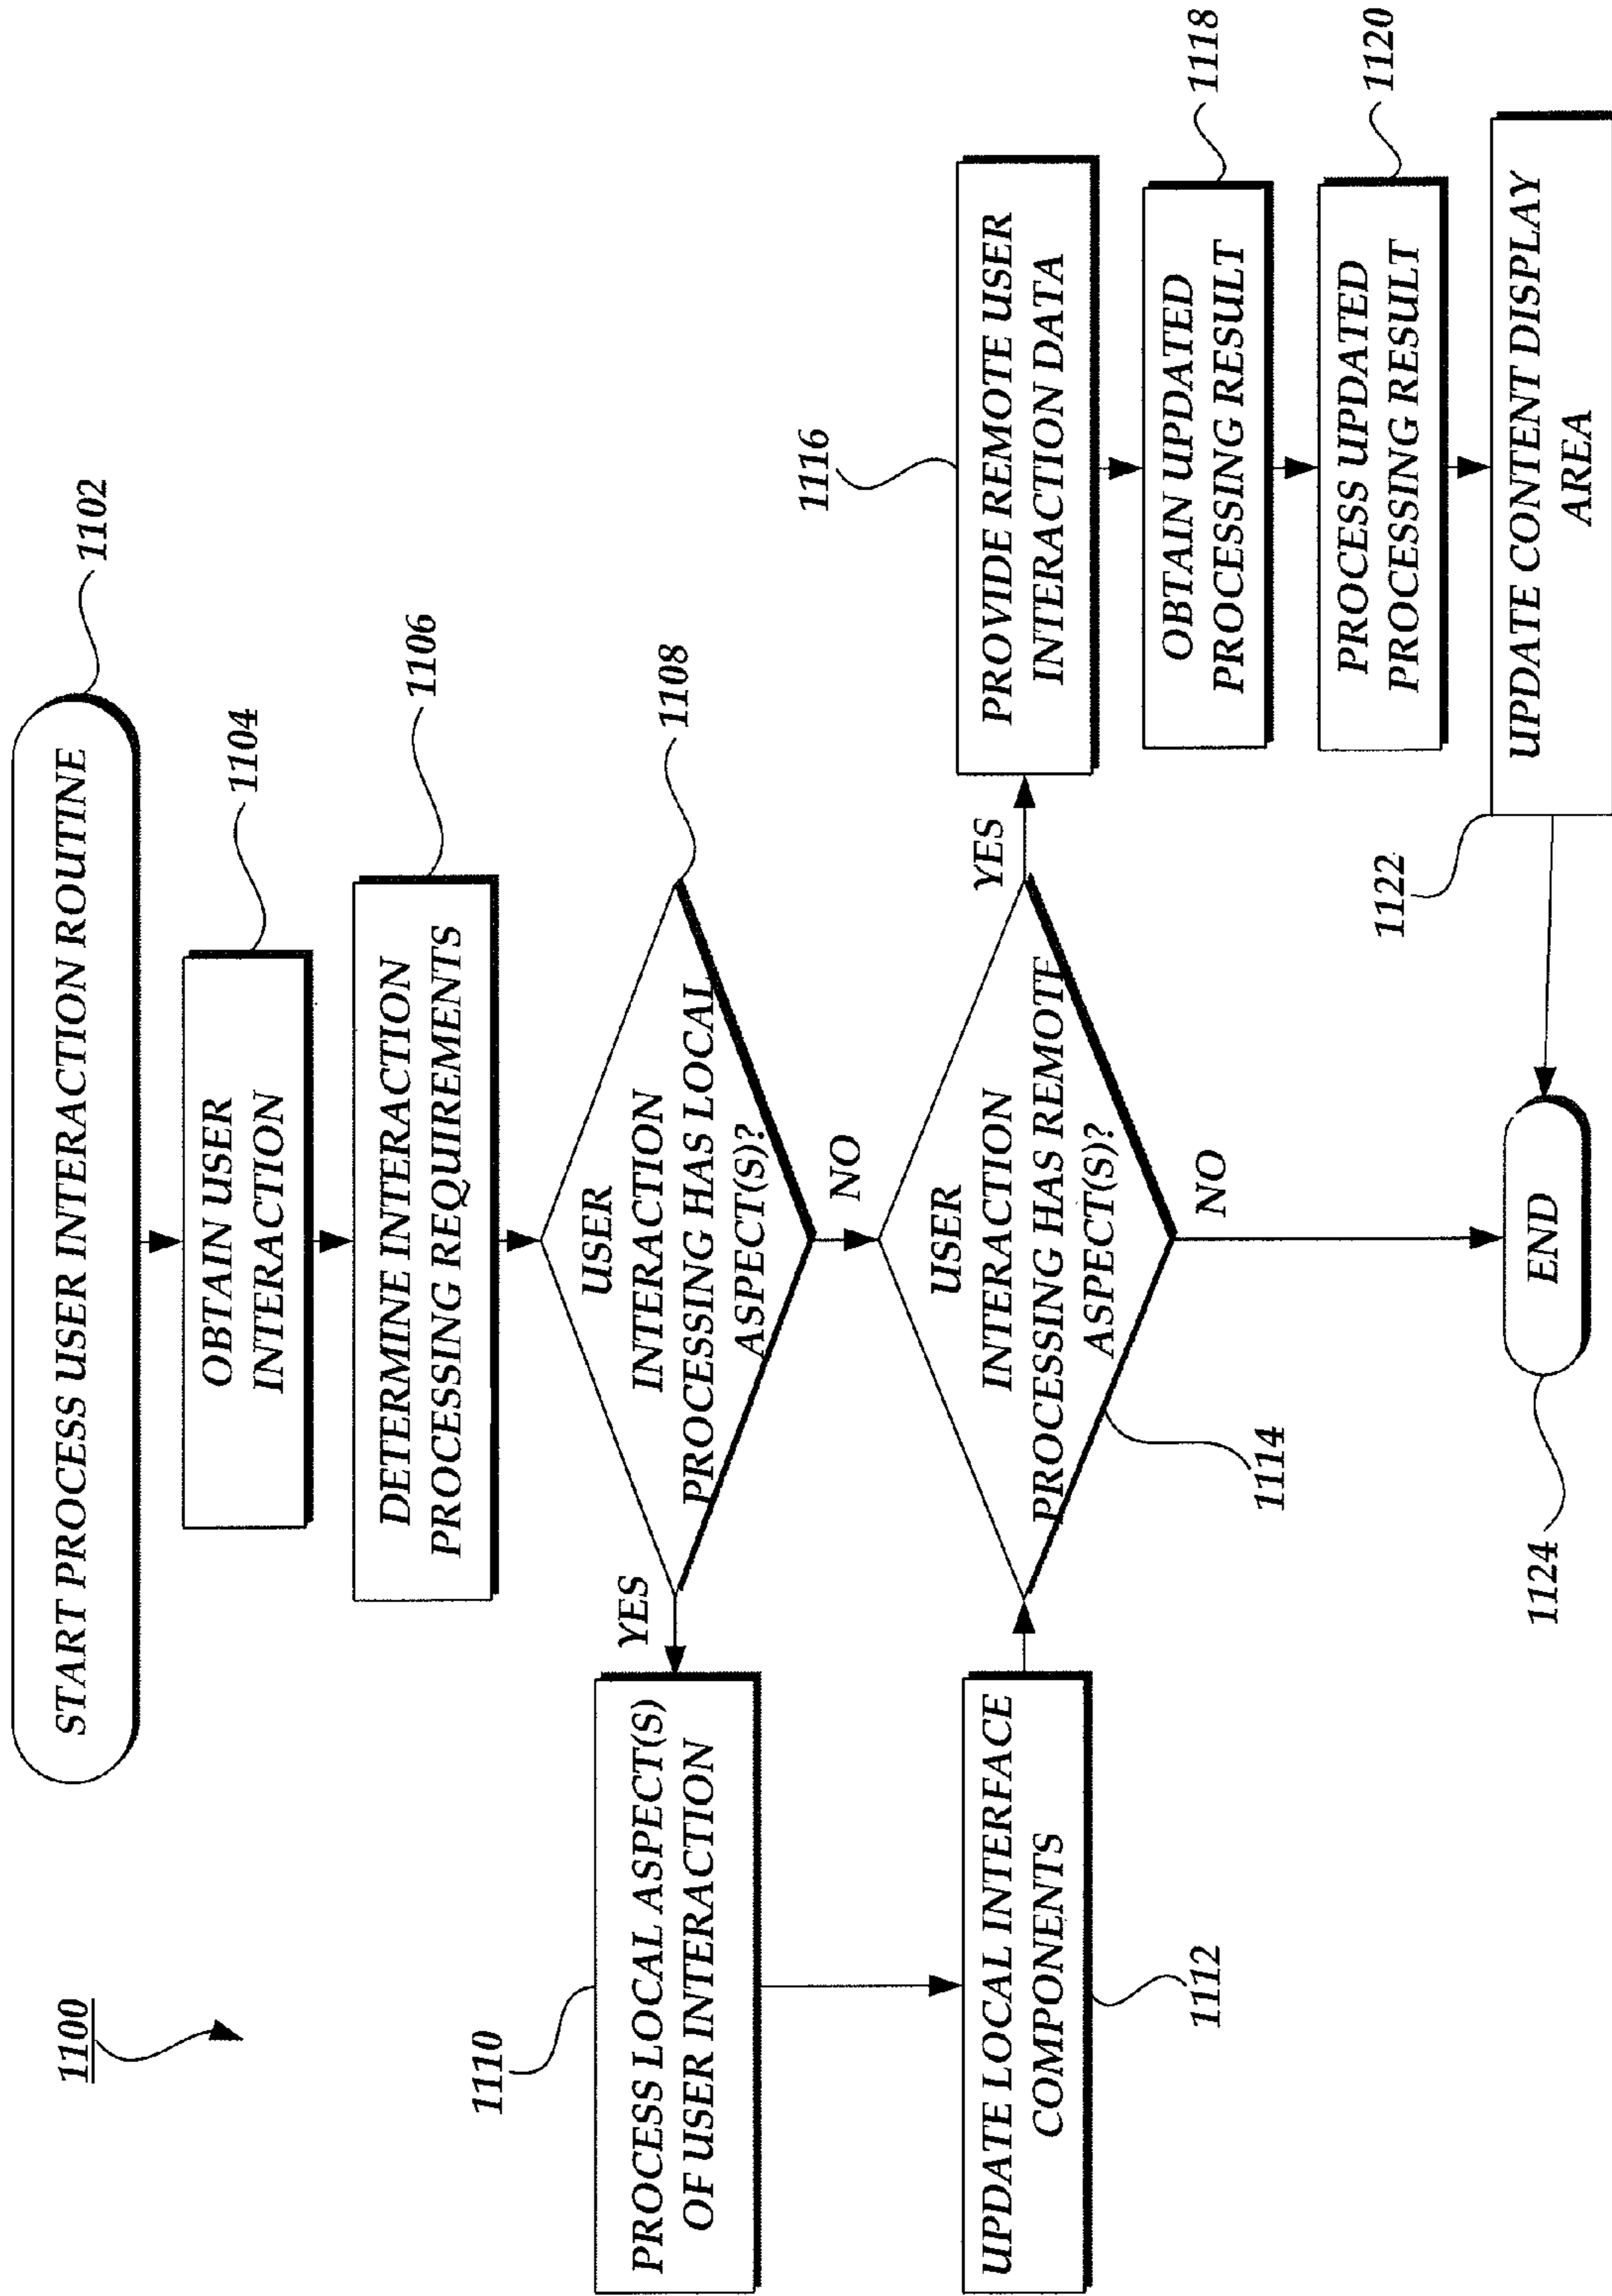 1100
START PROCESS USER INTERACTION ROUTINE
1102
OBTAIN USER
INTERACTION
1104
DETERMINE INTERACTION
PROCESSING REQUIREMENTS
1106
USER
INTERACTION
PROCESSING HAS LOCAL
ASPECT(S)?
1108
YES
NO
PROCESS LOCAL ASPECT(S)
OF USER INTERACTION
1110
UPDATE LOCAL INTERFACE
COMPONENTS
1112
USER
INTERACTION
PROCESSING HAS REMOTE
ASPECT(S)?
1114
YES
NO
PROVIDE REMOTE USER
INTERACTION DATA
1116
OBTAIN UPDATED
PROCESSING RESULT
1118
PROCESS UPDATED
PROCESSING RESULT
1120
UPDATE CONTENT DISPLAY
AREA
1122
END
1124